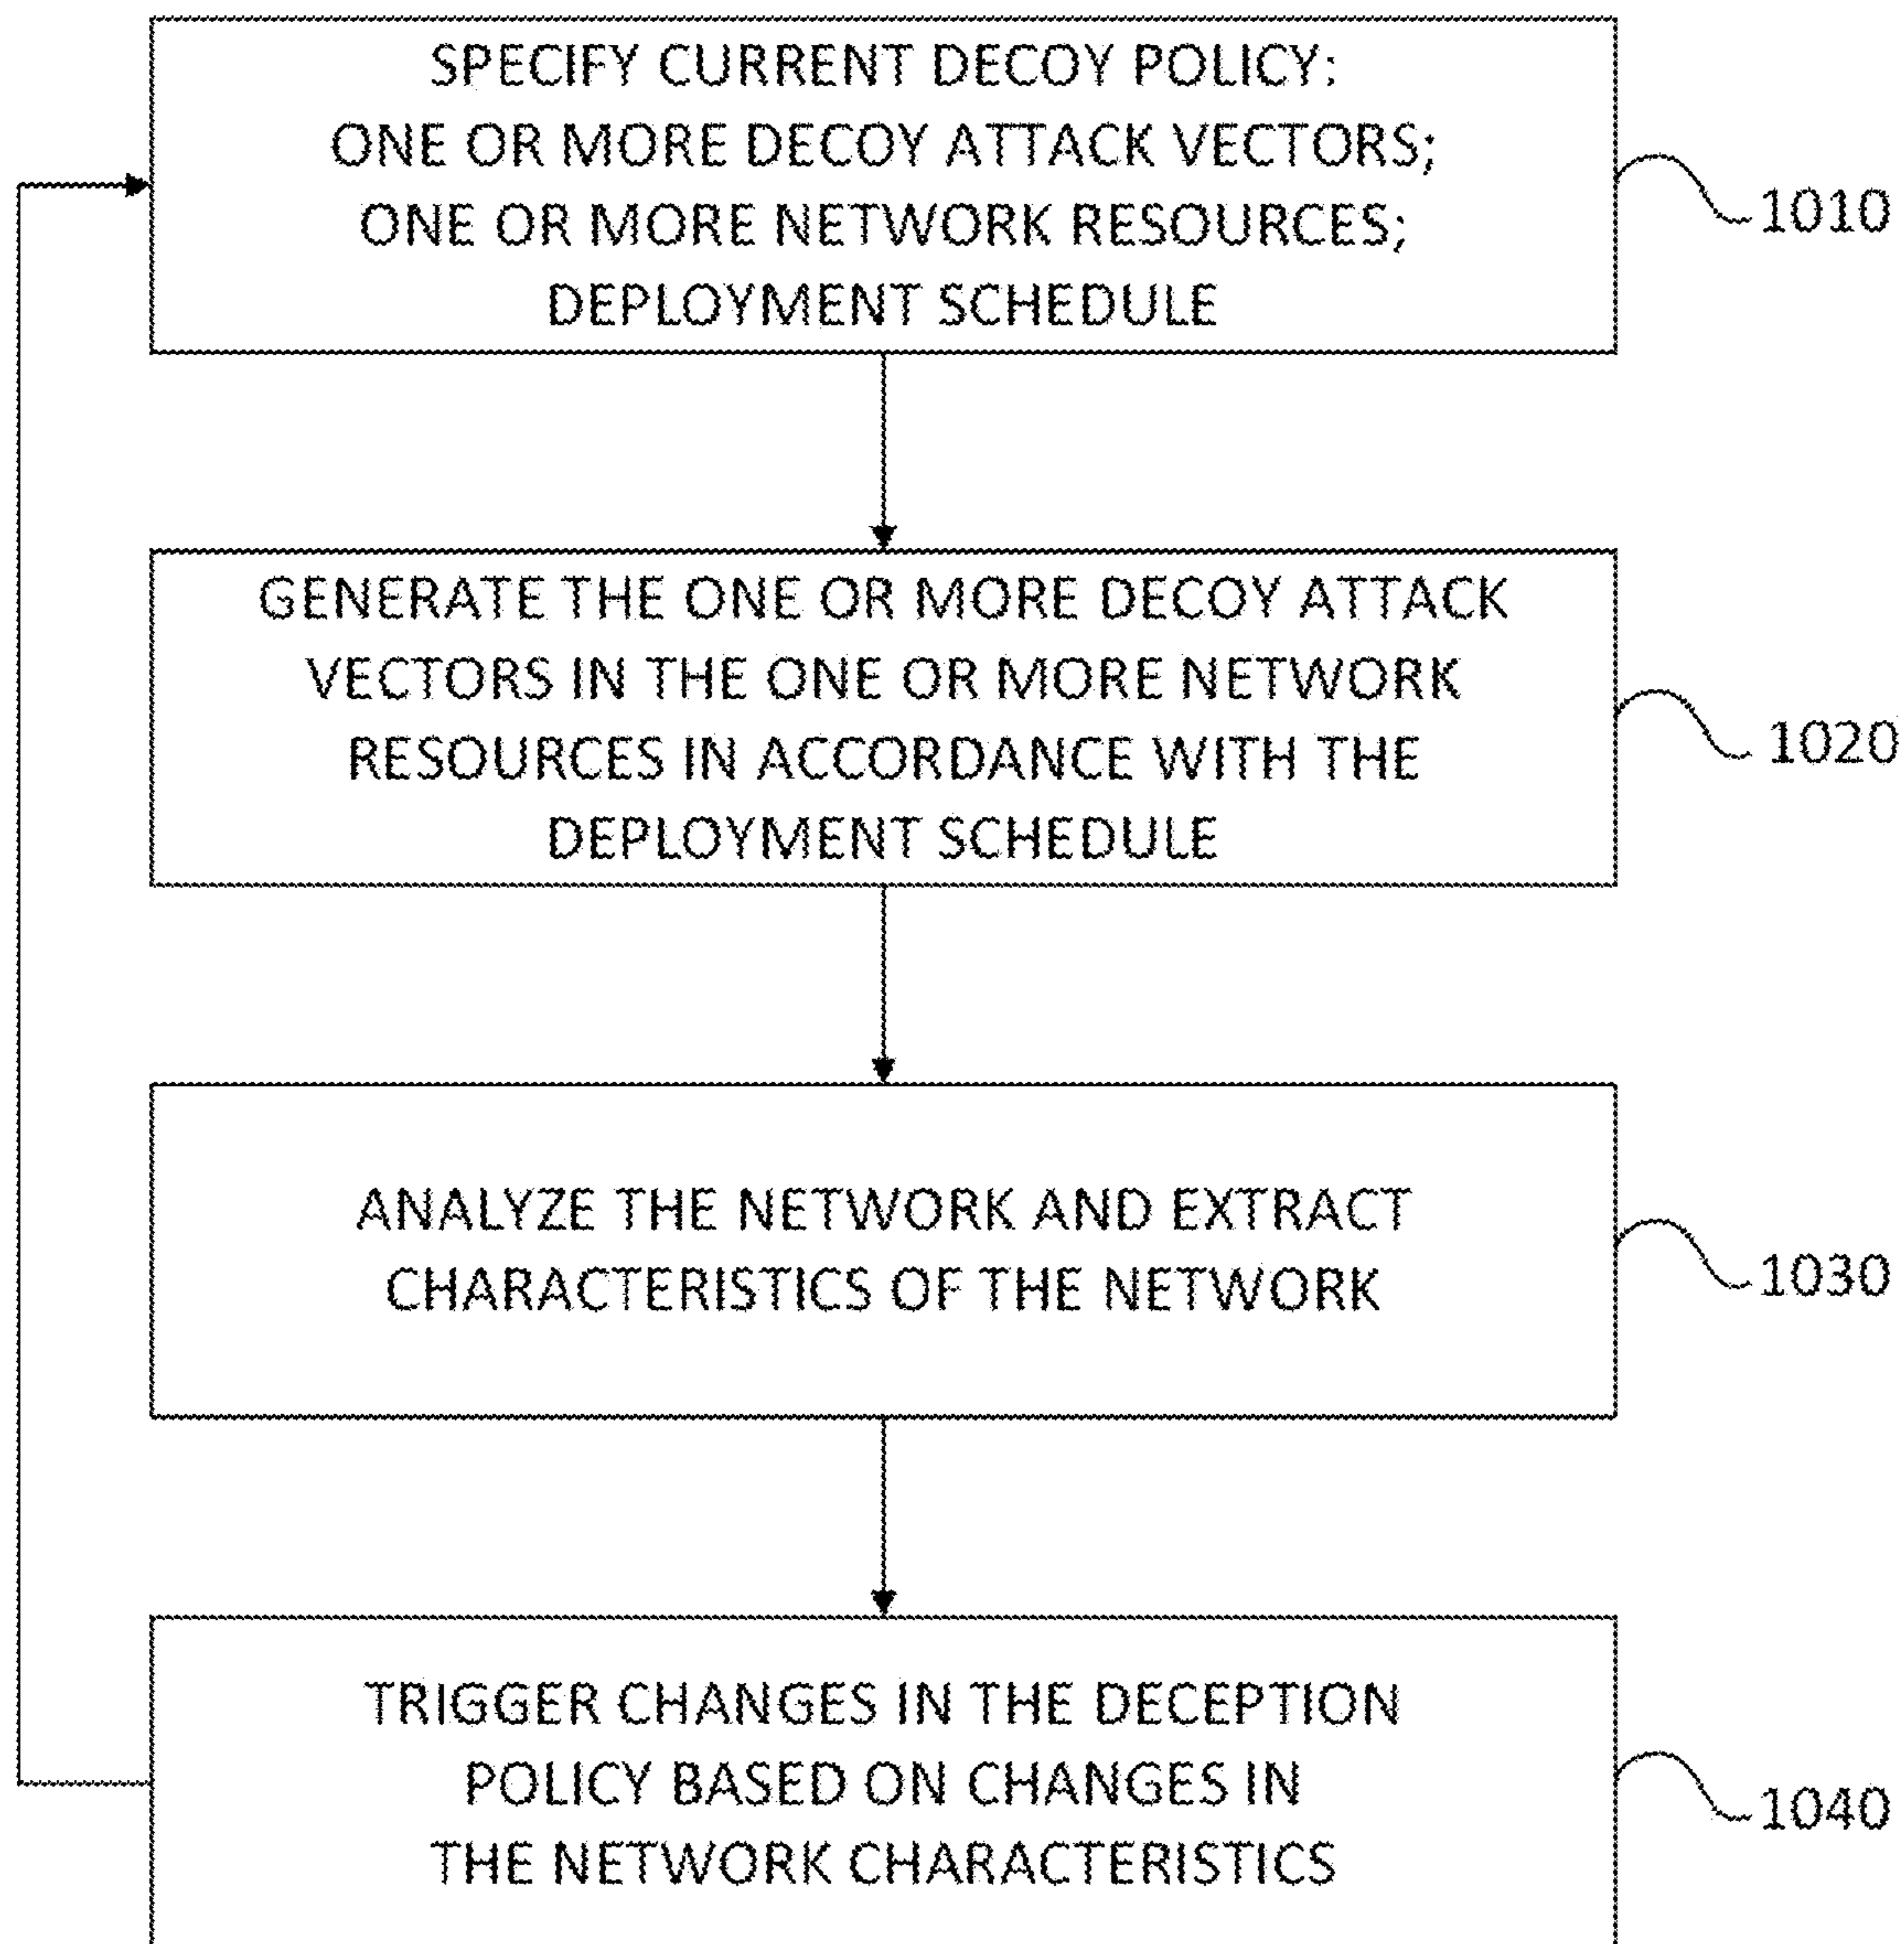 SPECIFY CURRENT DECOY POLICY:
ONE OR MORE DECOY ATTACK VECTORS;
ONE OR MORE NETWORK RESOURCES;
DEPLOYMENT SCHEDULE
1010
GENERATE THE ONE OR MORE DECOY ATTACK
VECTORS IN THE ONE OR MORE NETWORK
RESOURCES IN ACCORDANCE WITH THE
DEPLOYMENT SCHEDULE
1020
ANALYZE THE NETWORK AND EXTRACT
CHARACTERISTICS OF THE NETWORK
1030
TRIGGER CHANGES IN THE DECEPTION
POLICY BASED ON CHANGES IN
THE NETWORK CHARACTERISTICS
1040